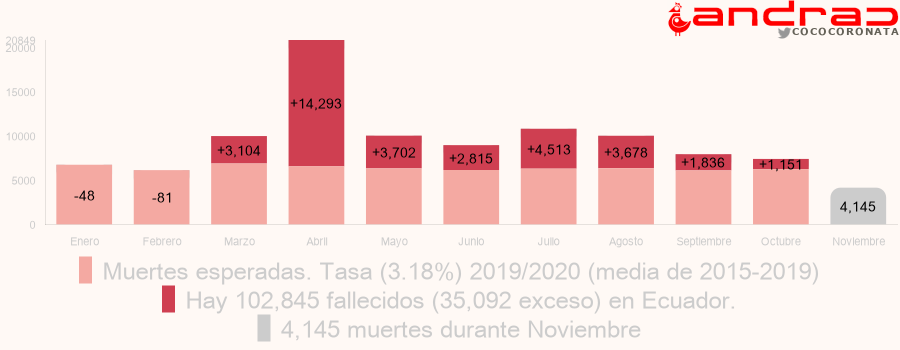 andrac
COCOCORONATA
20849
20000
15000
10000
5000
0
+14,293
+3,104
+3,702
+2,815
+4,513
+3,678
+1,836
+1,151
-48
-81
4,145
Enero Febrero Marzo Abril Mayo Junio Julio Agosto Septiembre Octubre Noviembre
Muertes esperadas. Tasa (3.18%) 2019/2020 (media de 2015-2019)
Hay 102,845 fallecidos (35,092 exceso) en Ecuador.
4,145 muertes durante Noviembre